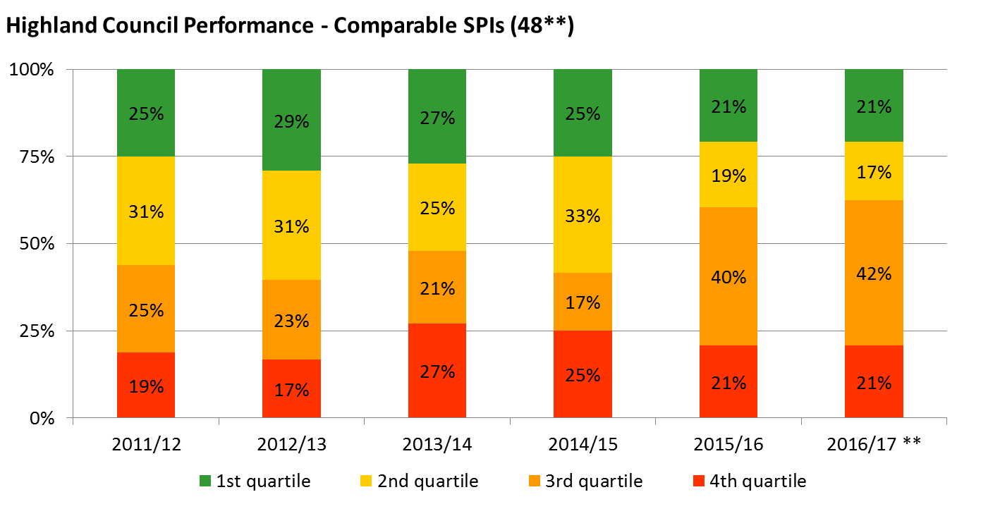 Highland Council Performance - Comparable SPIs (48**)
100%
75%
50%
25%
0%
25% 29% 27% 25% 21% 21%
31% 31% 25% 33% 19% 17%
25% 23% 21% 17% 40% 42%
19% 17% 27% 25% 21% 21%
2011/12 2012/13 2013/14 2014/15 2015/16 2016/17 **
1st quartile 2nd quartile 3rd quartile 4th quartile